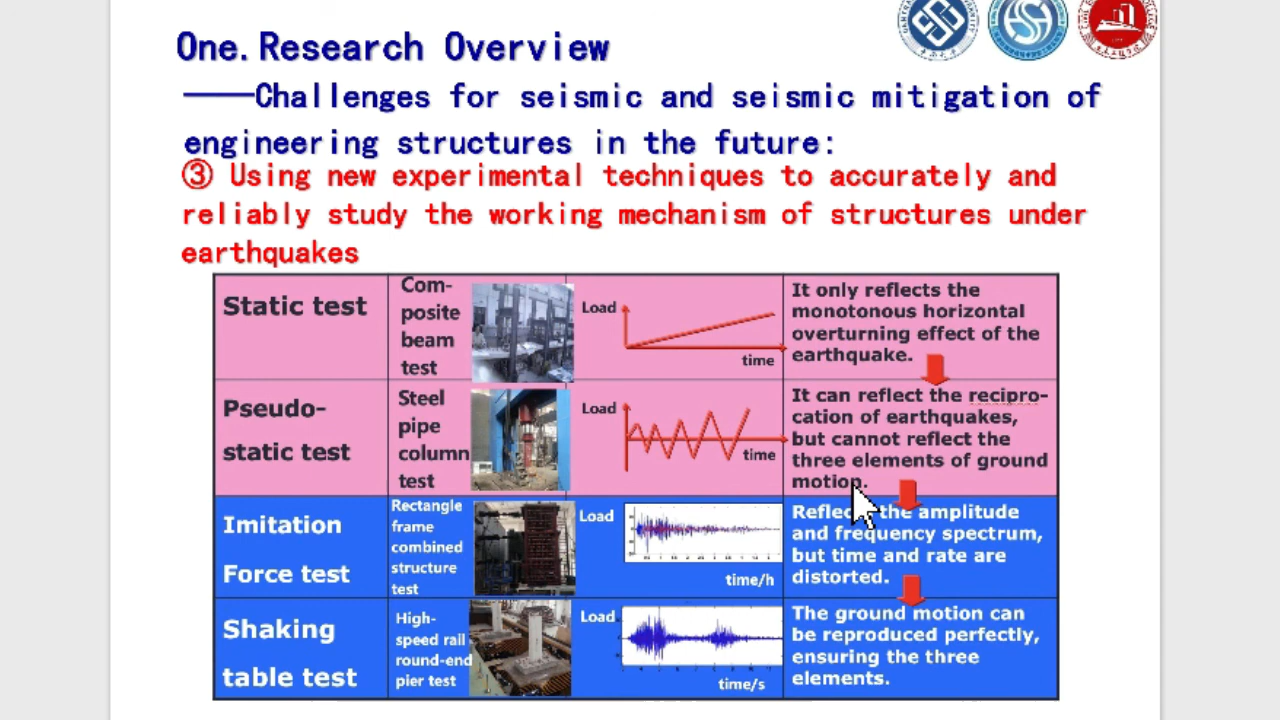 One. Research Overview
——Challenges for seismic and seismic mitigation of
engineering structures in the future:
③ Using new experimental techniques to accurately and
reliably study the working mechanism of structures under
earthquakes
Static test
Com-
posite
beam
test
Load
time
It only reflects the
monotonous horizontal
overturning effect of the
earthquake.
Pseudo-
static test
Steel
pipe
column
test
Load
time
It can reflect the recipro-
cation of earthquakes,
but cannot reflect the
three elements of ground
motion.
Imitation
Force test
Rectangle
frame
combined
structure
test
Load
time/h
Reflects the amplitude
and frequency spectrum,
but time and rate are
distorted.
Shaking
table test
High-
speed rail
round-end
pier test
Load
time/s
The ground motion can
be reproduced perfectly,
ensuring the three
elements.